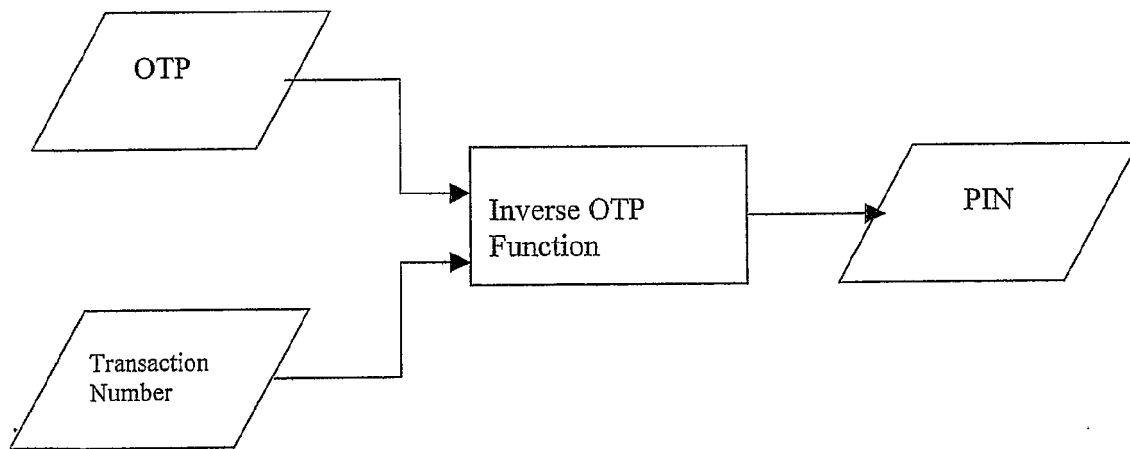 OTP
Inverse OTP
Function
PIN
Transaction
Number